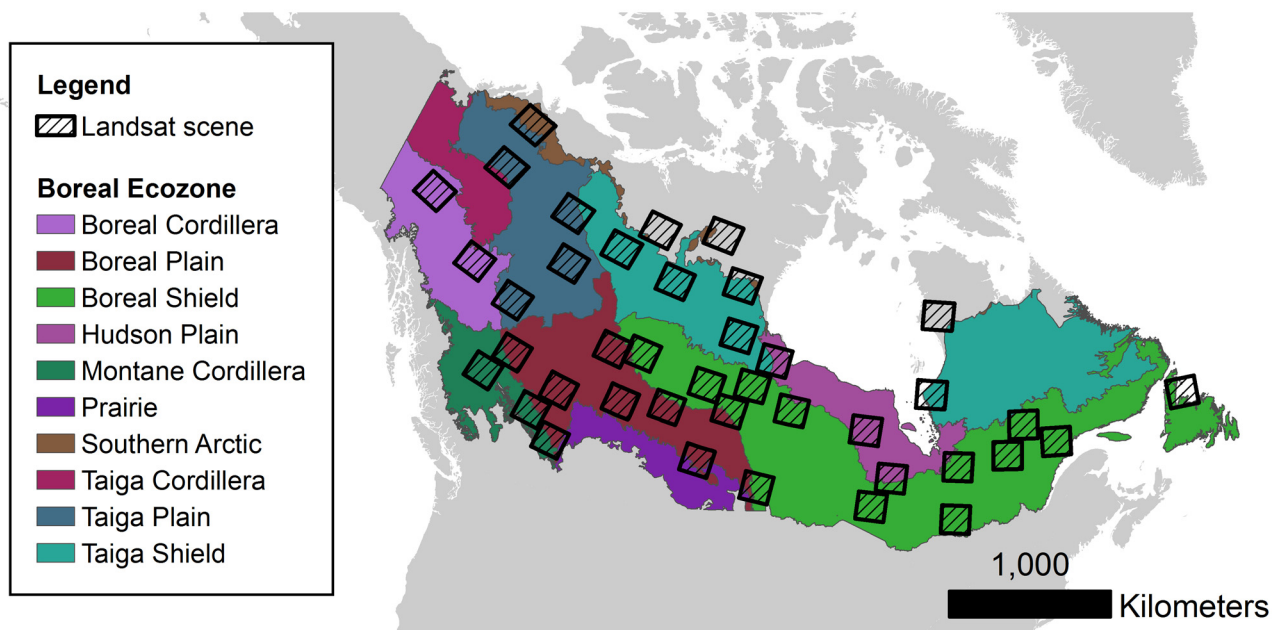 Legend
Landsat scene
Boreal Ecozone
Boreal Cordillera
Boreal Plain
Boreal Shield
Hudson Plain
Montane Cordillera
Prairie
Southern Arctic
Taiga Cordillera
Taiga Plain
Taiga Shield
1,000
Kilometers